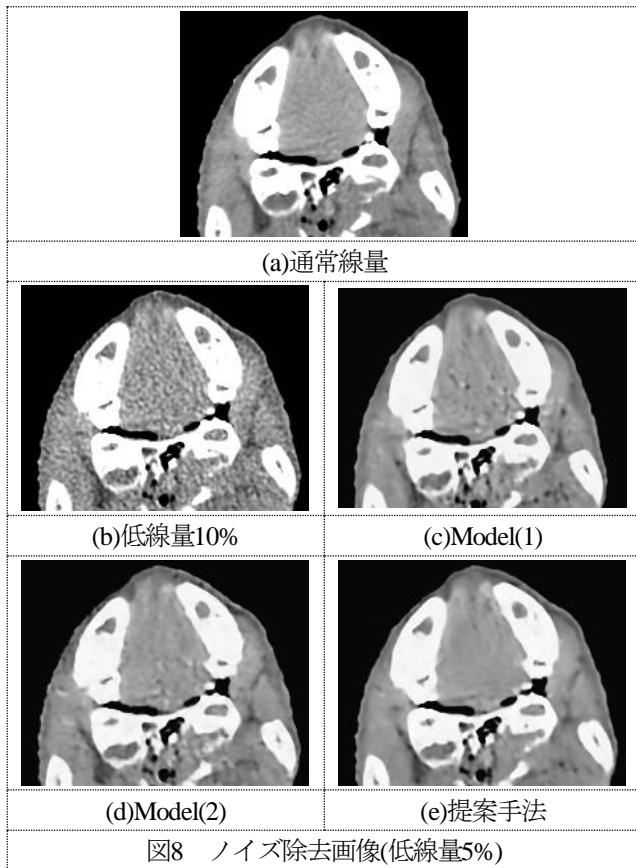 (a)通常線量
(b)低線量10%
(c)Model(1)
(d)Model(2)
(e)提案手法
図8　ノイズ除去画像(低線量5%)